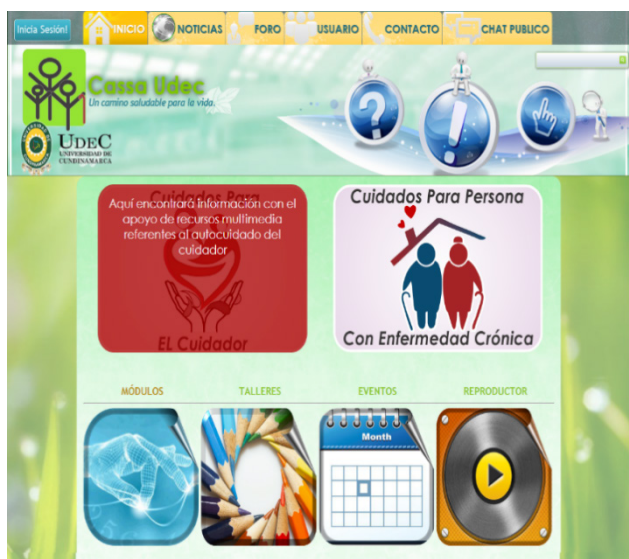 Inicia Sesión!
INICIO
NOTICIAS
FORO
USUARIO
CONTACTO
CHAT PUBLICO
Cassa Udec
Un camino saludable para la vida.
UDEC
UNIVERSIDAD DE
CUNDINAMARCA
Cuidados Para
Aquí encontrará información con el
apoyo de recursos multimedia
referentes al autocuidado del
cuidador
EL Cuidador
Cuidados Para Persona
Con Enfermedad Crónica
MÓDULOS
TALLERES
EVENTOS
REPRODUCTOR
Month